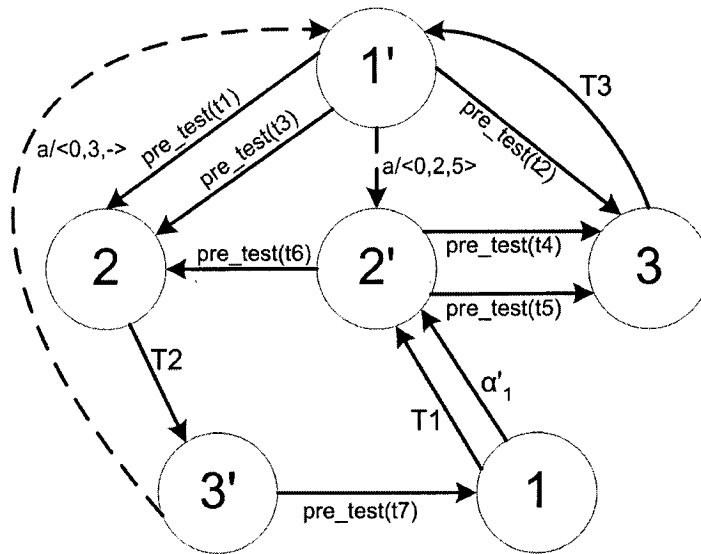 1'
T3
pre_test(t1)
a/<0,3,->
pre_test(t3)
a/<0,2,5>
pre_test(t2)
2
pre_test(t6)
2'
pre_test(t4)
pre_test(t5)
3
T2
T1
α'₁
3'
pre_test(t7)
1